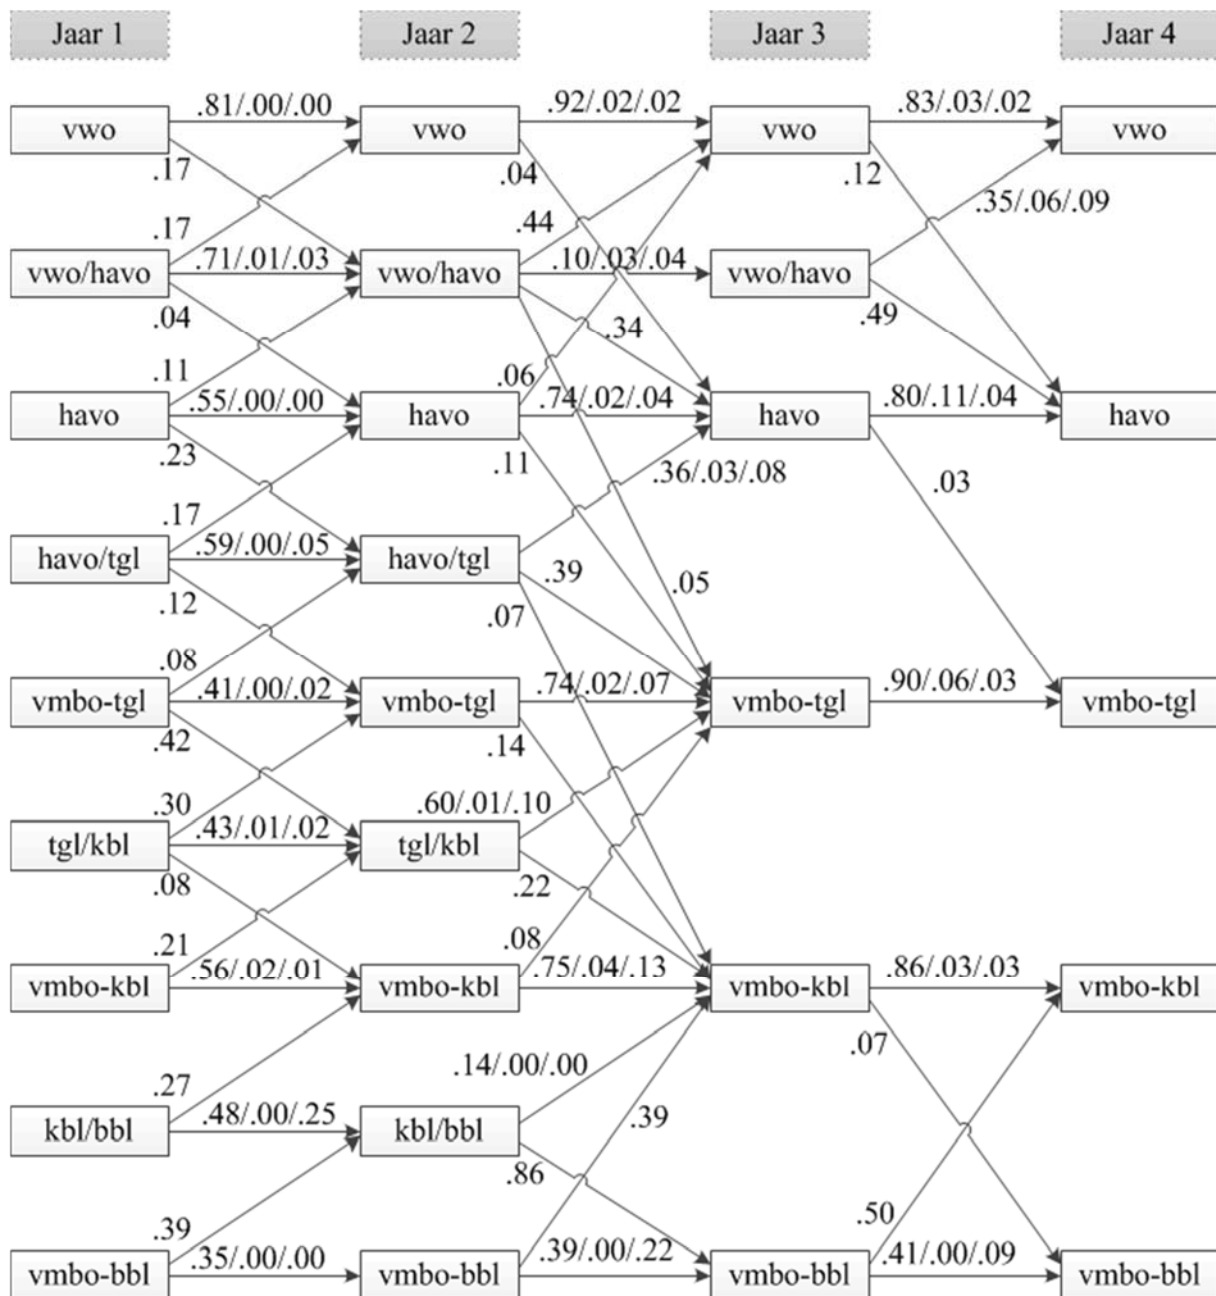 Jaar 1 Jaar 2 Jaar 3 Jaar 4
.81/.00/.00 .92/.02/.02 .83/.03/.02
vwo vwo vwo vwo
.17 .04 .12
.35/.06/.09
.17 .44
.71/.01/.03 .10/.03/.04
vwo/havo vwo/havo vwo/havo
.04 .34 .49
.11 .06
.55/.00/.00 .74/.02/.04 .80/.11/.04
havo havo havo havo
.23 .11 .36/.03/.08 .03
.17
.59/.00/.05
havo/tgl havo/tgl
.39 .05
.12 .07
.08
.41/.00/.02 .74/.02/.07 .90/.06/.03
vmbo-tgl vmbo-tgl vmbo-tgl vmbo-tgl
.42 .14
.30 .60/.01/.10
.43/.01/.02
tgl/kbl tgl/kbl
.08 .22
.21 .08
.56/.02/.01 .75/.04/.13 .86/.03/.03
vmbo-kbl vmbo-kbl vmbo-kbl vmbo-kbl
.07
.27 .14/.00/.00
.48/.00/.25 .39
kbl/bbl kbl/bbl
.86
.39 .50
.35/.00/.00 .39/.00/.22 .41/.00/.09
vmbo-bbl vmbo-bbl vmbo-bbl vmbo-bbl